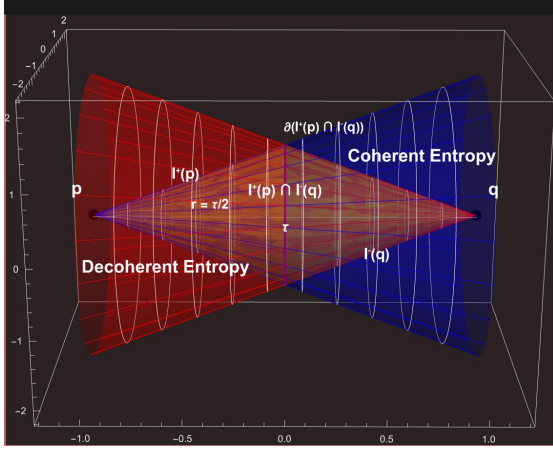 2
1
0
−1
−2
2
1
0
−1
−2
∂(I⁺(p) ∩ I⁻(q))
I⁺(p)
Coherent Entropy
p
I⁺(p) ∩ I⁻(q)
q
r = τ/2
τ
I⁻(q)
Decoherent Entropy
−1.0
−0.5
0.0
0.5
1.0